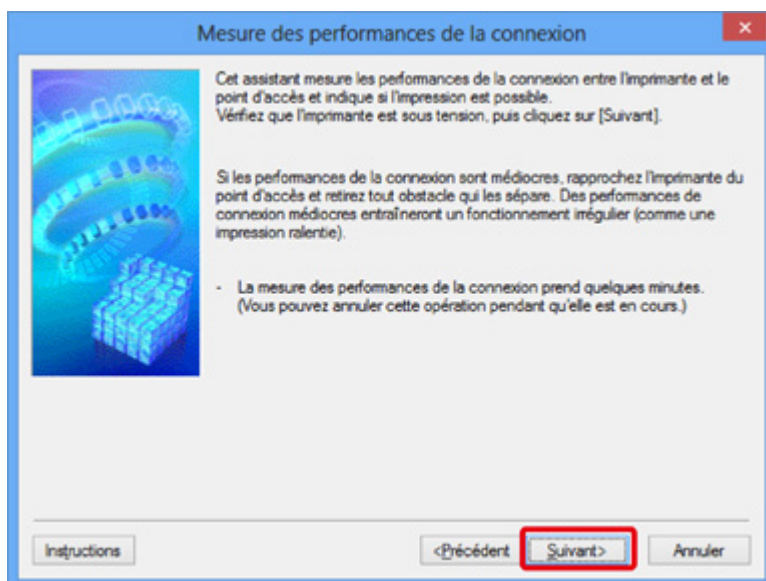 Mesure des performances de la connexion
Cet assistant mesure les performances de la connexion entre l'imprimante et le
point d'accès et indique si l'impression est possible.
Vérifiez que l'imprimante est sous tension, puis cliquez sur [Suivant].
Si les performances de la connexion sont médiocres, rapprochez l'imprimante du
point d'accès et retirez tout obstacle qui les sépare. Des performances de
connexion médiocres entraîneront un fonctionnement irrégulier (comme une
impression ralentie).
- La mesure des performances de la connexion prend quelques minutes.
(Vous pouvez annuler cette opération pendant qu'elle est en cours.)
Instructions
<Précédent
Suivant>
Annuler